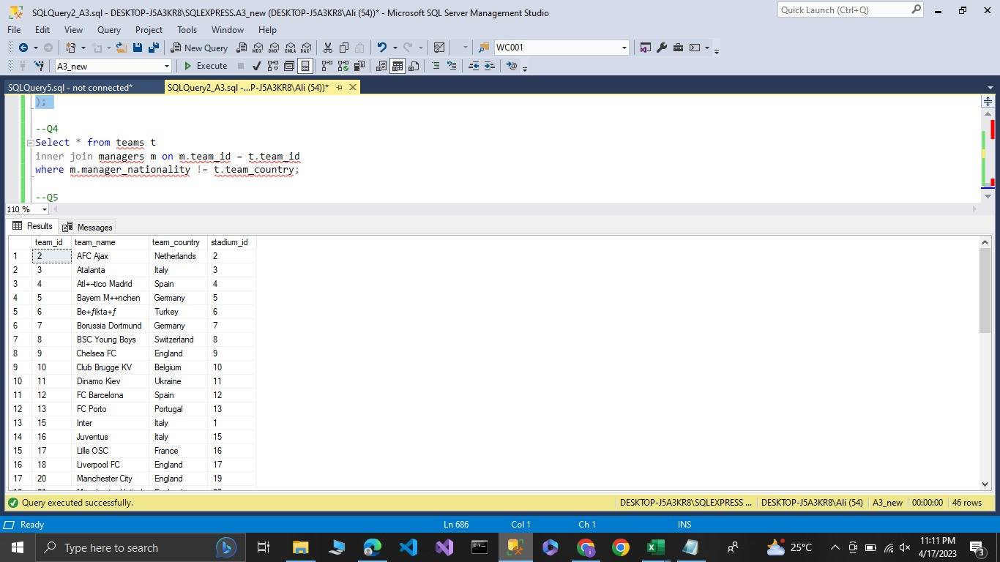 SQLQuery2_A3.sql - DESKTOP-J5A3KR8\SQLEXPRESS.A3_new (DESKTOP-J5A3KR8\Ali (54))* - Microsoft SQL Server Management Studio
Quick Launch (Ctrl+Q)
File Edit View Query Project Tools Window Help
New Query MDX DMX XMLA DAX WC001
A3_new Execute
SQLQuery5.sql - not connected*
SQLQuery2_A3.sql -...P-J5A3KR8\Ali (54))*
);
--Q4
Select * from teams t
inner join managers m on m.team_id = t.team_id
where m.manager_nationality != t.team_country;
--Q5
110 %
Results Messages
team_id team_name team_country stadium_id
1 2 AFC Ajax Netherlands 2
2 3 Atalanta Italy 3
3 4 Atl+¬tico Madrid Spain 4
4 5 Bayern M++nchen Germany 5
5 6 Be+ƒikta+ƒ Turkey 6
6 7 Borussia Dortmund Germany 7
7 8 BSC Young Boys Switzerland 8
8 9 Chelsea FC England 9
9 10 Club Brugge KV Belgium 10
10 11 Dinamo Kiev Ukraine 11
11 12 FC Barcelona Spain 12
12 13 FC Porto Portugal 13
13 15 Inter Italy 1
14 16 Juventus Italy 15
15 17 Lille OSC France 16
16 18 Liverpool FC England 17
17 20 Manchester City England 19
Query executed successfully.
DESKTOP-J5A3KR8\SQLEXPRESS ... DESKTOP-J5A3KR8\Ali (54) A3_new 00:00:00 46 rows
Ready Ln 686 Col 1 Ch 1 INS
Type here to search
25°C
11:11 PM
4/17/2023
3